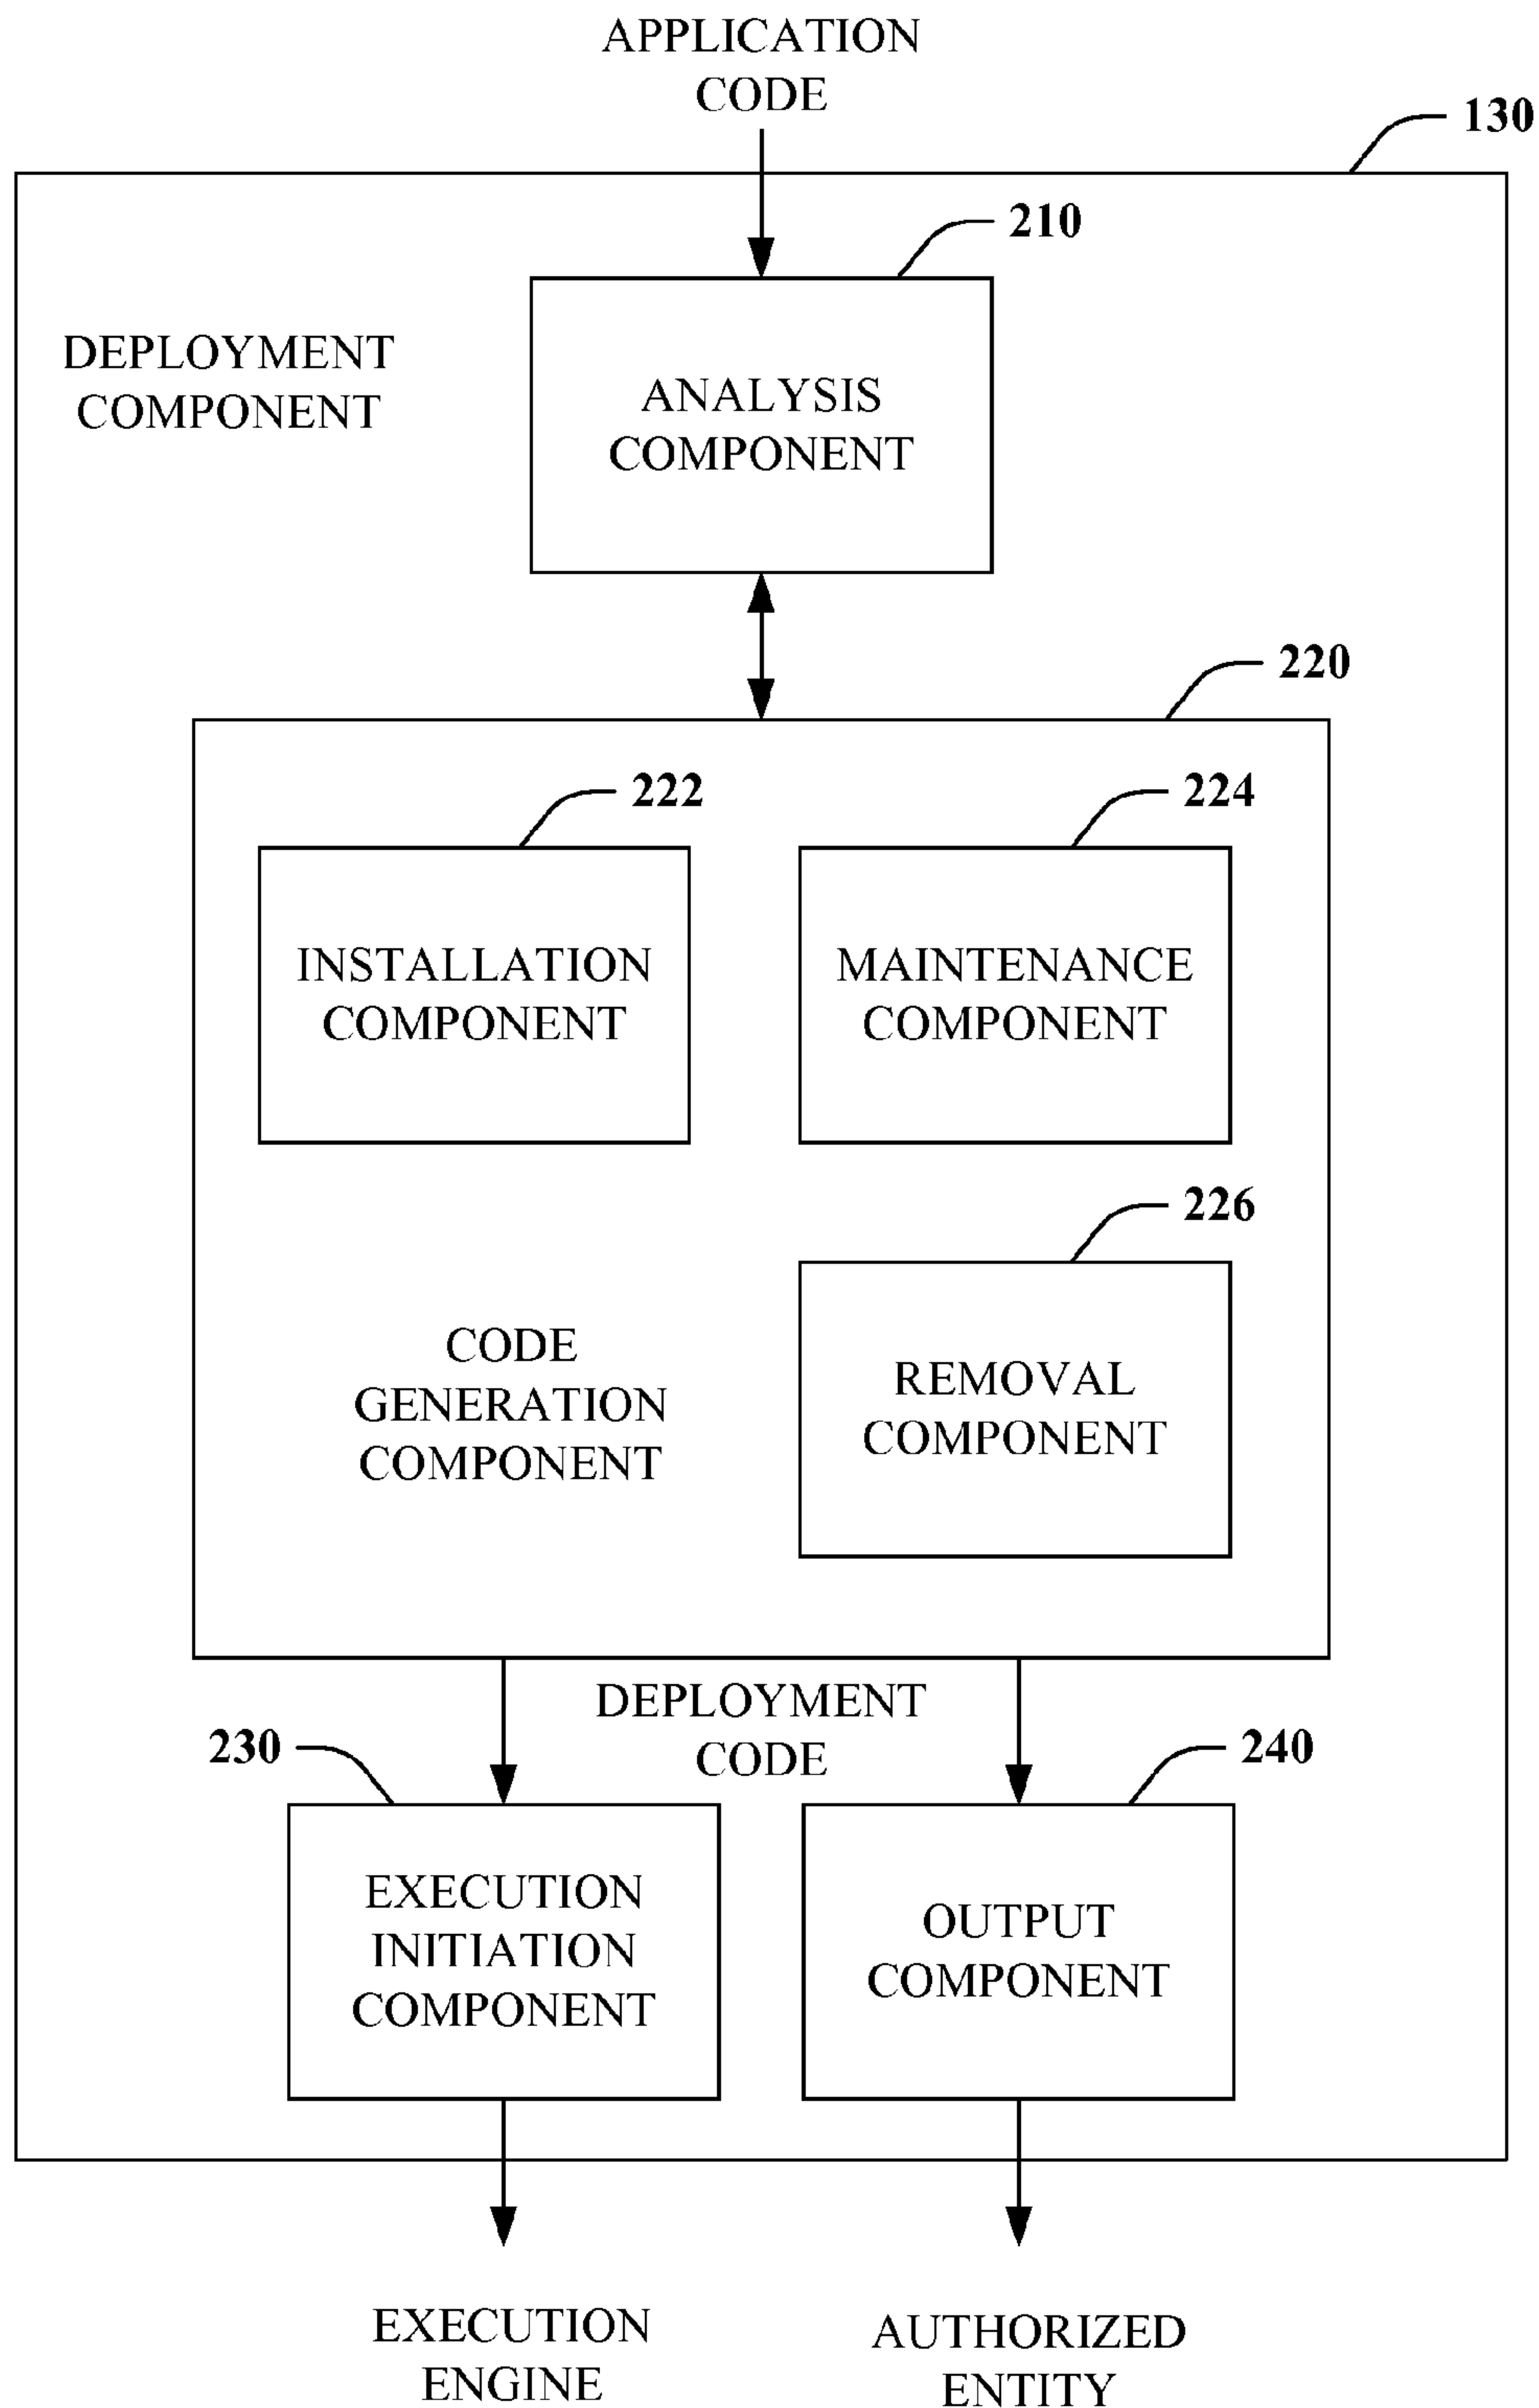 APPLICATION
CODE
130
210
DEPLOYMENT
COMPONENT
ANALYSIS
COMPONENT
220
222
224
INSTALLATION
COMPONENT
MAINTENANCE
COMPONENT
226
CODE
GENERATION
COMPONENT
REMOVAL
COMPONENT
DEPLOYMENT
CODE
230
240
EXECUTION
INITIATION
COMPONENT
OUTPUT
COMPONENT
EXECUTION
ENGINE
AUTHORIZED
ENTITY